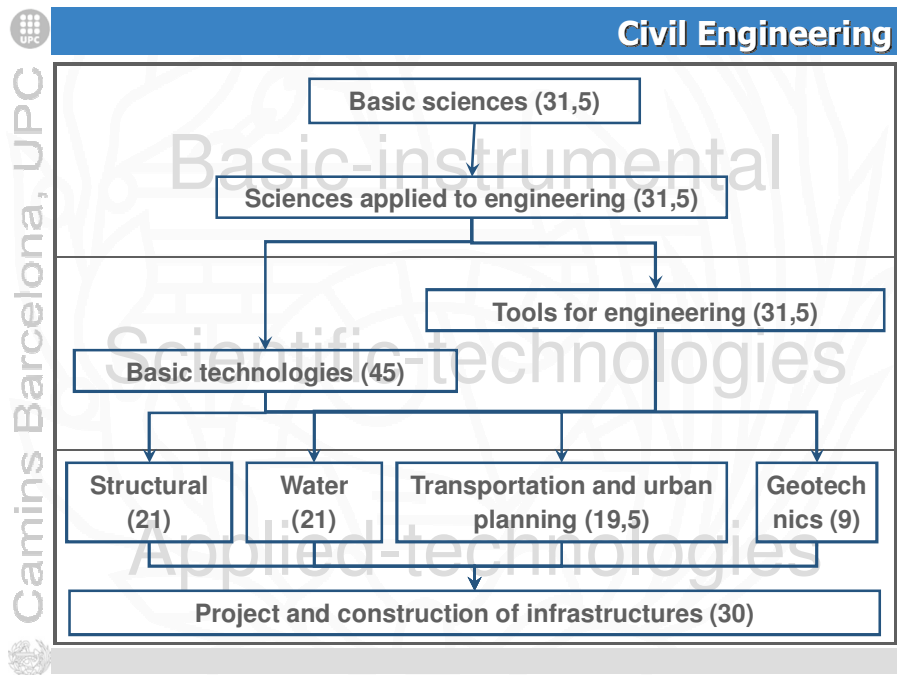 UPC
Civil Engineering
Camins Barcelona, UPC
Basic-instrumental
Basic sciences (31,5)
Sciences applied to engineering (31,5)
Scientific-technologies
Tools for engineering (31,5)
Basic technologies (45)
Applied-technologies
Structural
(21)
Water
(21)
Transportation and urban
planning (19,5)
Geotech
nics (9)
Project and construction of infrastructures (30)